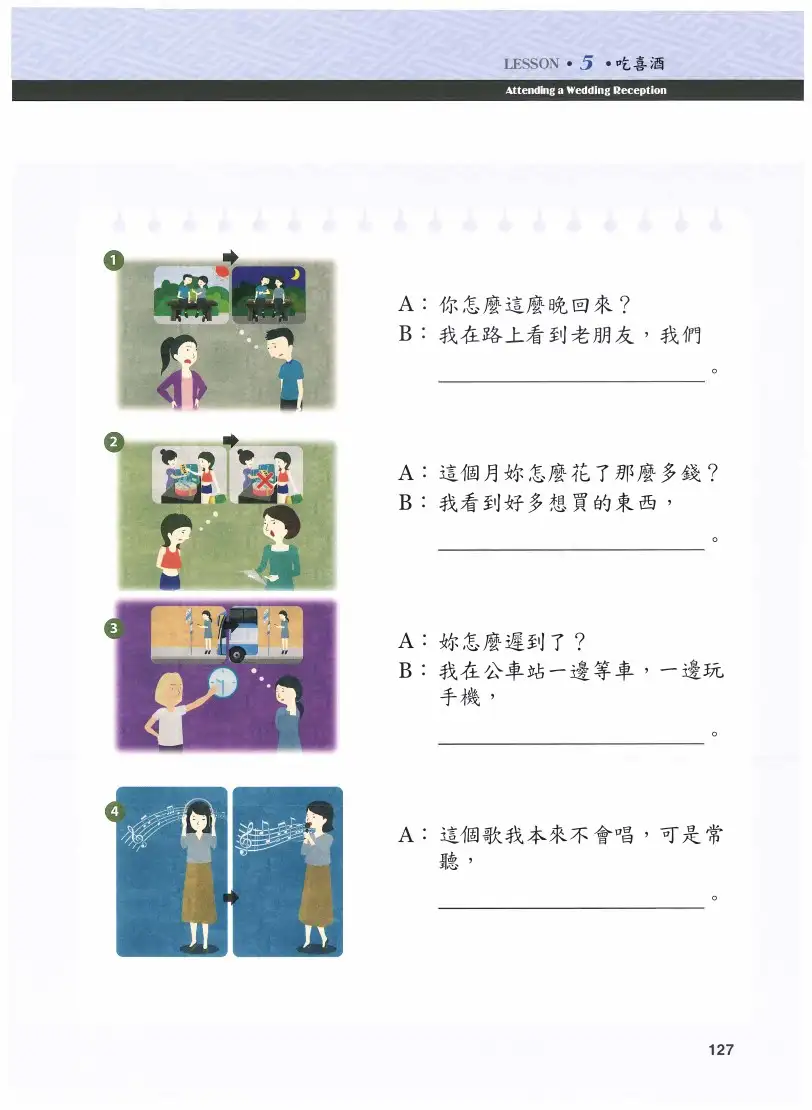 LESSON • 5 • 吃喜酒
Attending a Wedding Reception
1
A：你怎麼這麼晚回來？
B：我在路上看到老朋友，我們
。
2
A：這個月妳怎麼花了那麼多錢？
B：我看到好多想買的東西，
。
3
A：妳怎麼遲到了？
B：我在公車站一邊等車，一邊玩
手機，
。
4
A：這個歌我本來不會唱，可是常
聽，
。
127